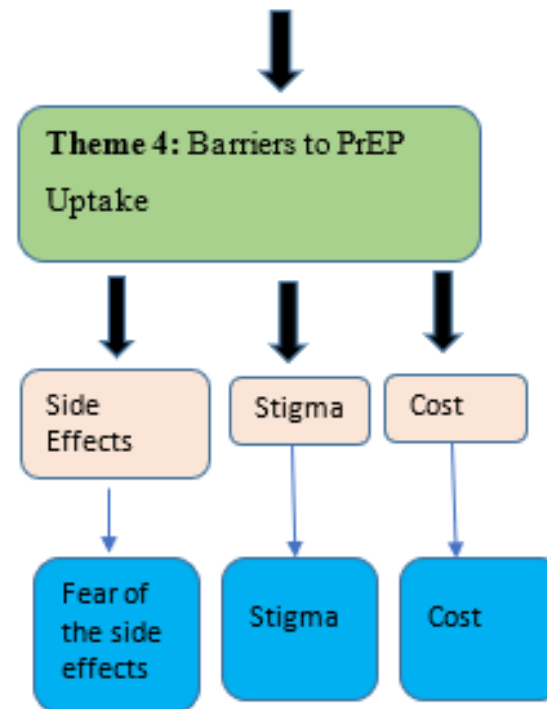 Theme 4: Barriers to PrEP
Uptake
Side
Effects
Stigma
Cost
Fear of
the side
effects
Stigma
Cost